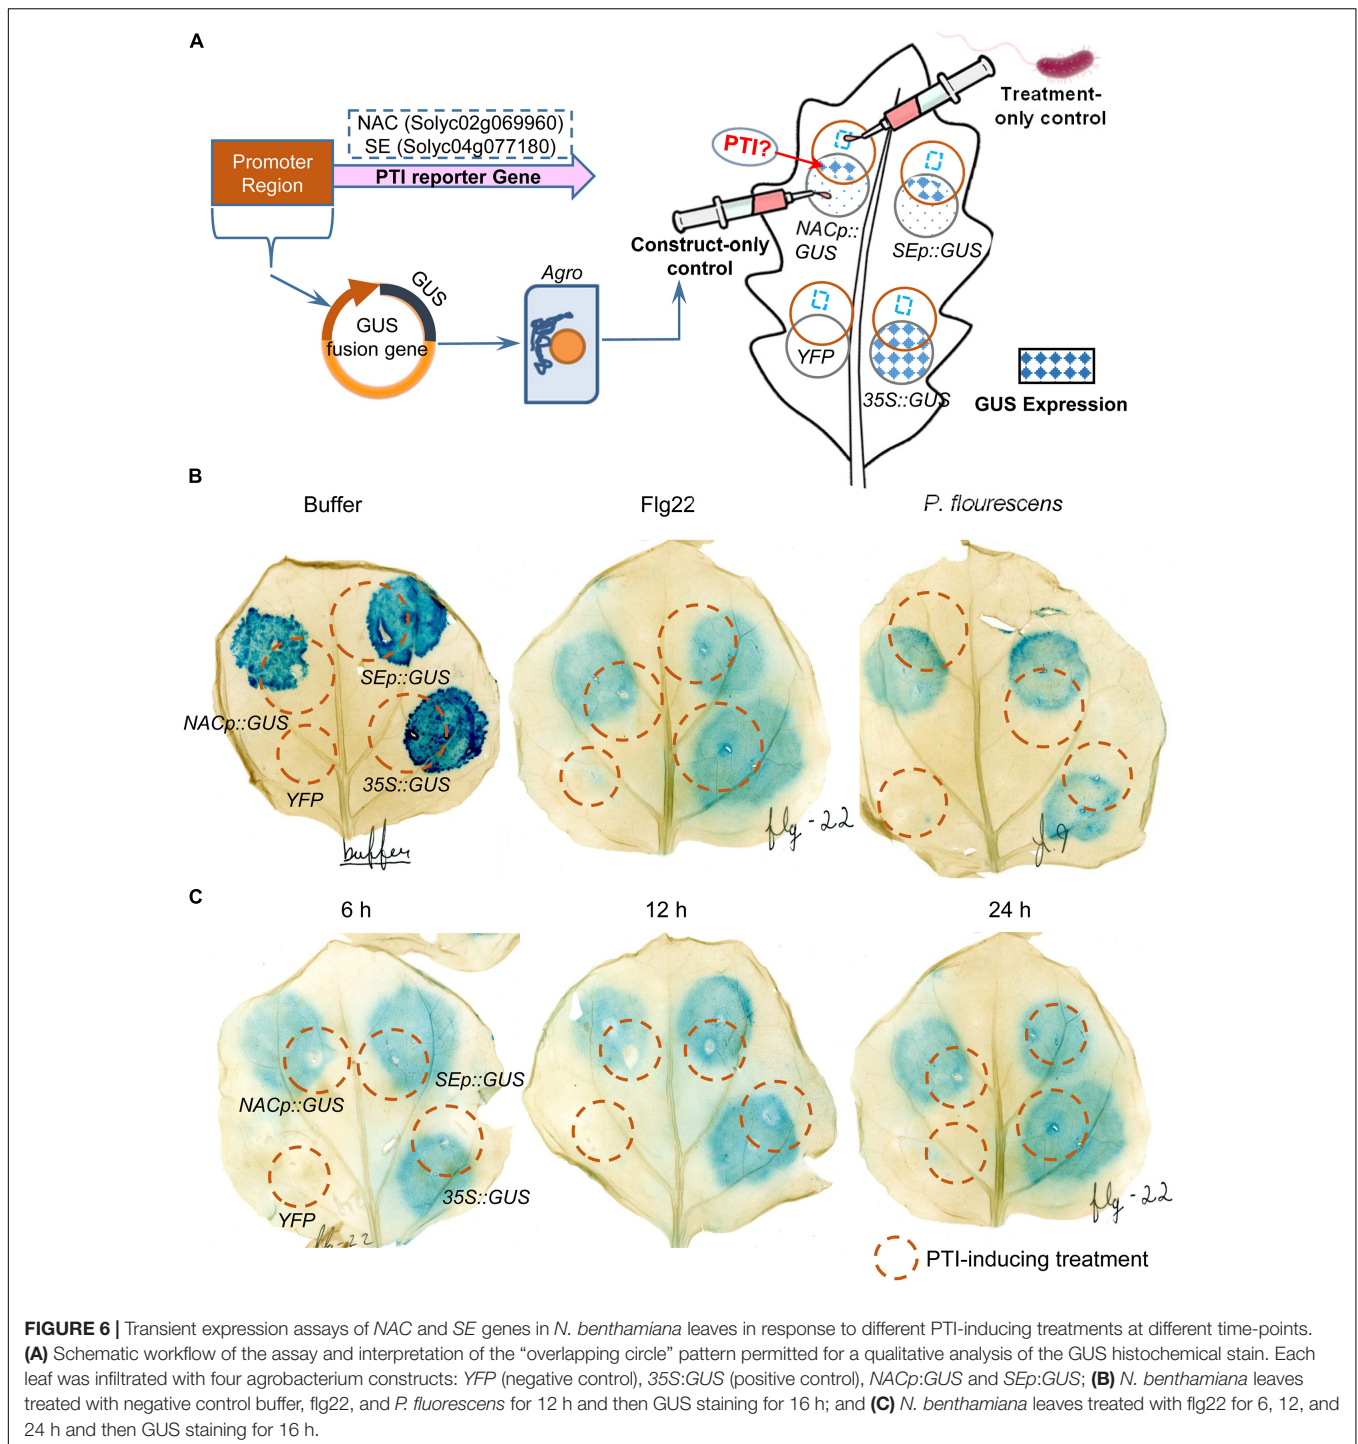 A
NAC (Solyc02g069960)
SE (Solyc04g077180)
Promoter
Region
PTI reporter Gene
GUS
GUS
fusion gene
Agro
Construct-only
control
PTI?
Treatment-
only control
NACp::
GUS
SEp::GUS
YFP
35S::GUS
GUS Expression
B
Buffer
Flg22
P. flourescens
SEp::GUS
NACp::GUS
35S::GUS
YFP
buffer
flg-22
C
6 h
12 h
24 h
SEp::GUS
NACp::GUS
35S::GUS
YFP
flg-22
PTI-inducing treatment
FIGURE 6 | Transient expression assays of NAC and SE genes in N. benthamiana leaves in response to different PTI-inducing treatments at different time-points.
(A) Schematic workflow of the assay and interpretation of the “overlapping circle” pattern permitted for a qualitative analysis of the GUS histochemical stain. Each
leaf was infiltrated with four agrobacterium constructs: YFP (negative control), 35S:GUS (positive control), NACp:GUS and SEp:GUS; (B) N. benthamiana leaves
treated with negative control buffer, flg22, and P. fluorescens for 12 h and then GUS staining for 16 h; and (C) N. benthamiana leaves treated with flg22 for 6, 12, and
24 h and then GUS staining for 16 h.